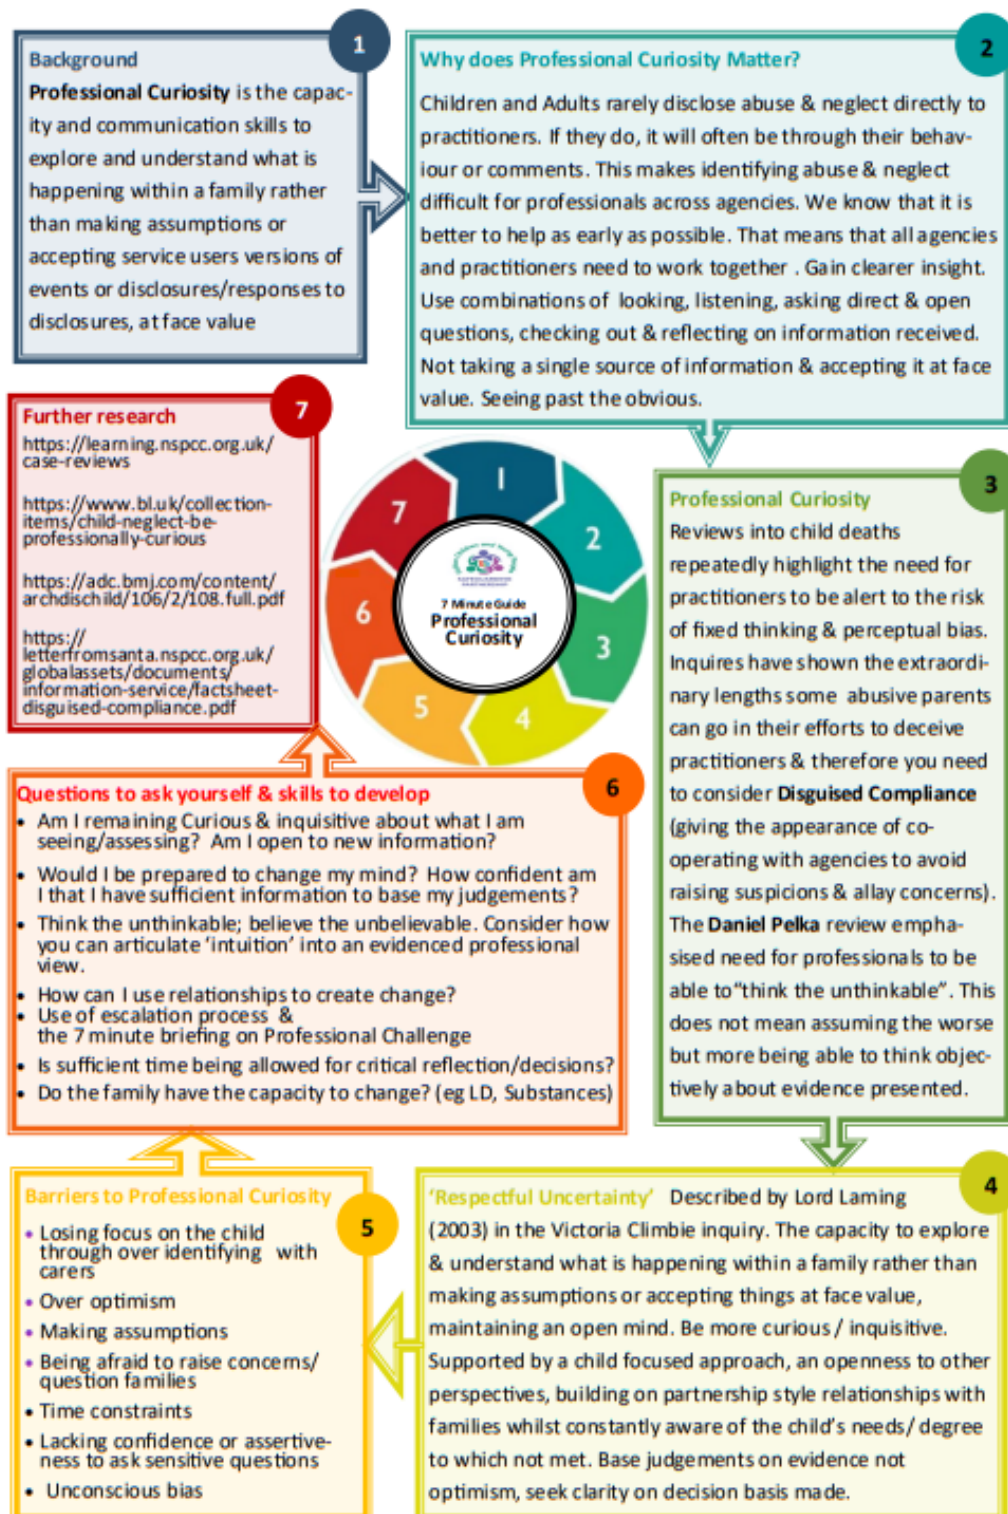 1
Background
Professional Curiosity is the capac-
ity and communication skills to
explore and understand what is
happening within a family rather
than making assumptions or
accepting service users versions of
events or disclosures/responses to
disclosures, at face value
2
Why does Professional Curiosity Matter?
Children and Adults rarely disclose abuse & neglect directly to
practitioners. If they do, it will often be through their behav-
iour or comments. This makes identifying abuse & neglect
difficult for professionals across agencies. We know that it is
better to help as early as possible. That means that all agencies
and practitioners need to work together . Gain clearer insight.
Use combinations of looking, listening, asking direct & open
questions, checking out & reflecting on information received.
Not taking a single source of information & accepting it at face
value. Seeing past the obvious.
3
Professional Curiosity
Reviews into child deaths
repeatedly highlight the need for
practitioners to be alert to the risk
of fixed thinking & perceptual bias.
Inquires have shown the extraordi-
nary lengths some abusive parents
can go in their efforts to deceive
practitioners & therefore you need
to consider Disguised Compliance
(giving the appearance of co-
operating with agencies to avoid
raising suspicions & allay concerns).
The Daniel Pelka review empha-
sised need for professionals to be
able to "think the unthinkable". This
does not mean assuming the worse
but more being able to think objec-
tively about evidence presented.
4
'Respectful Uncertainty' Described by Lord Laming
(2003) in the Victoria Climbie inquiry. The capacity to explore
& understand what is happening within a family rather than
making assumptions or accepting things at face value,
maintaining an open mind. Be more curious / inquisitive.
Supported by a child focused approach, an openness to other
perspectives, building on partnership style relationships with
families whilst constantly aware of the child's needs/ degree
to which not met. Base judgements on evidence not
optimism, seek clarity on decision basis made.
5
Barriers to Professional Curiosity
• Losing focus on the child
through over identifying with
carers
• Over optimism
• Making assumptions
• Being afraid to raise concerns/
question families
• Time constraints
• Lacking confidence or assertive-
ness to ask sensitive questions
• Unconscious bias
6
Questions to ask yourself & skills to develop
• Am I remaining Curious & inquisitive about what I am
seeing/assessing? Am I open to new information?
• Would I be prepared to change my mind? How confident am
I that I have sufficient information to base my judgements?
• Think the unthinkable; believe the unbelievable. Consider how
you can articulate 'intuition' into an evidenced professional
view.
• How can I use relationships to create change?
• Use of escalation process &
the 7 minute briefing on Professional Challenge
• Is sufficient time being allowed for critical reflection/decisions?
• Do the family have the capacity to change? (eg LD, Substances)
7
Further research
https://learning.nspcc.org.uk/
case-reviews
https://www.bl.uk/collection-
items/child-neglect-be-
professionally-curious
https://adc.bmj.com/content/
archdischild/106/2/108.full.pdf
https://
letterfromsanta.nspcc.org.uk/
globalassets/documents/
information-service/factsheet-
disguised-compliance.pdf
1
2
3
4
5
6
7
7 Minute Guide
Professional
Curiosity